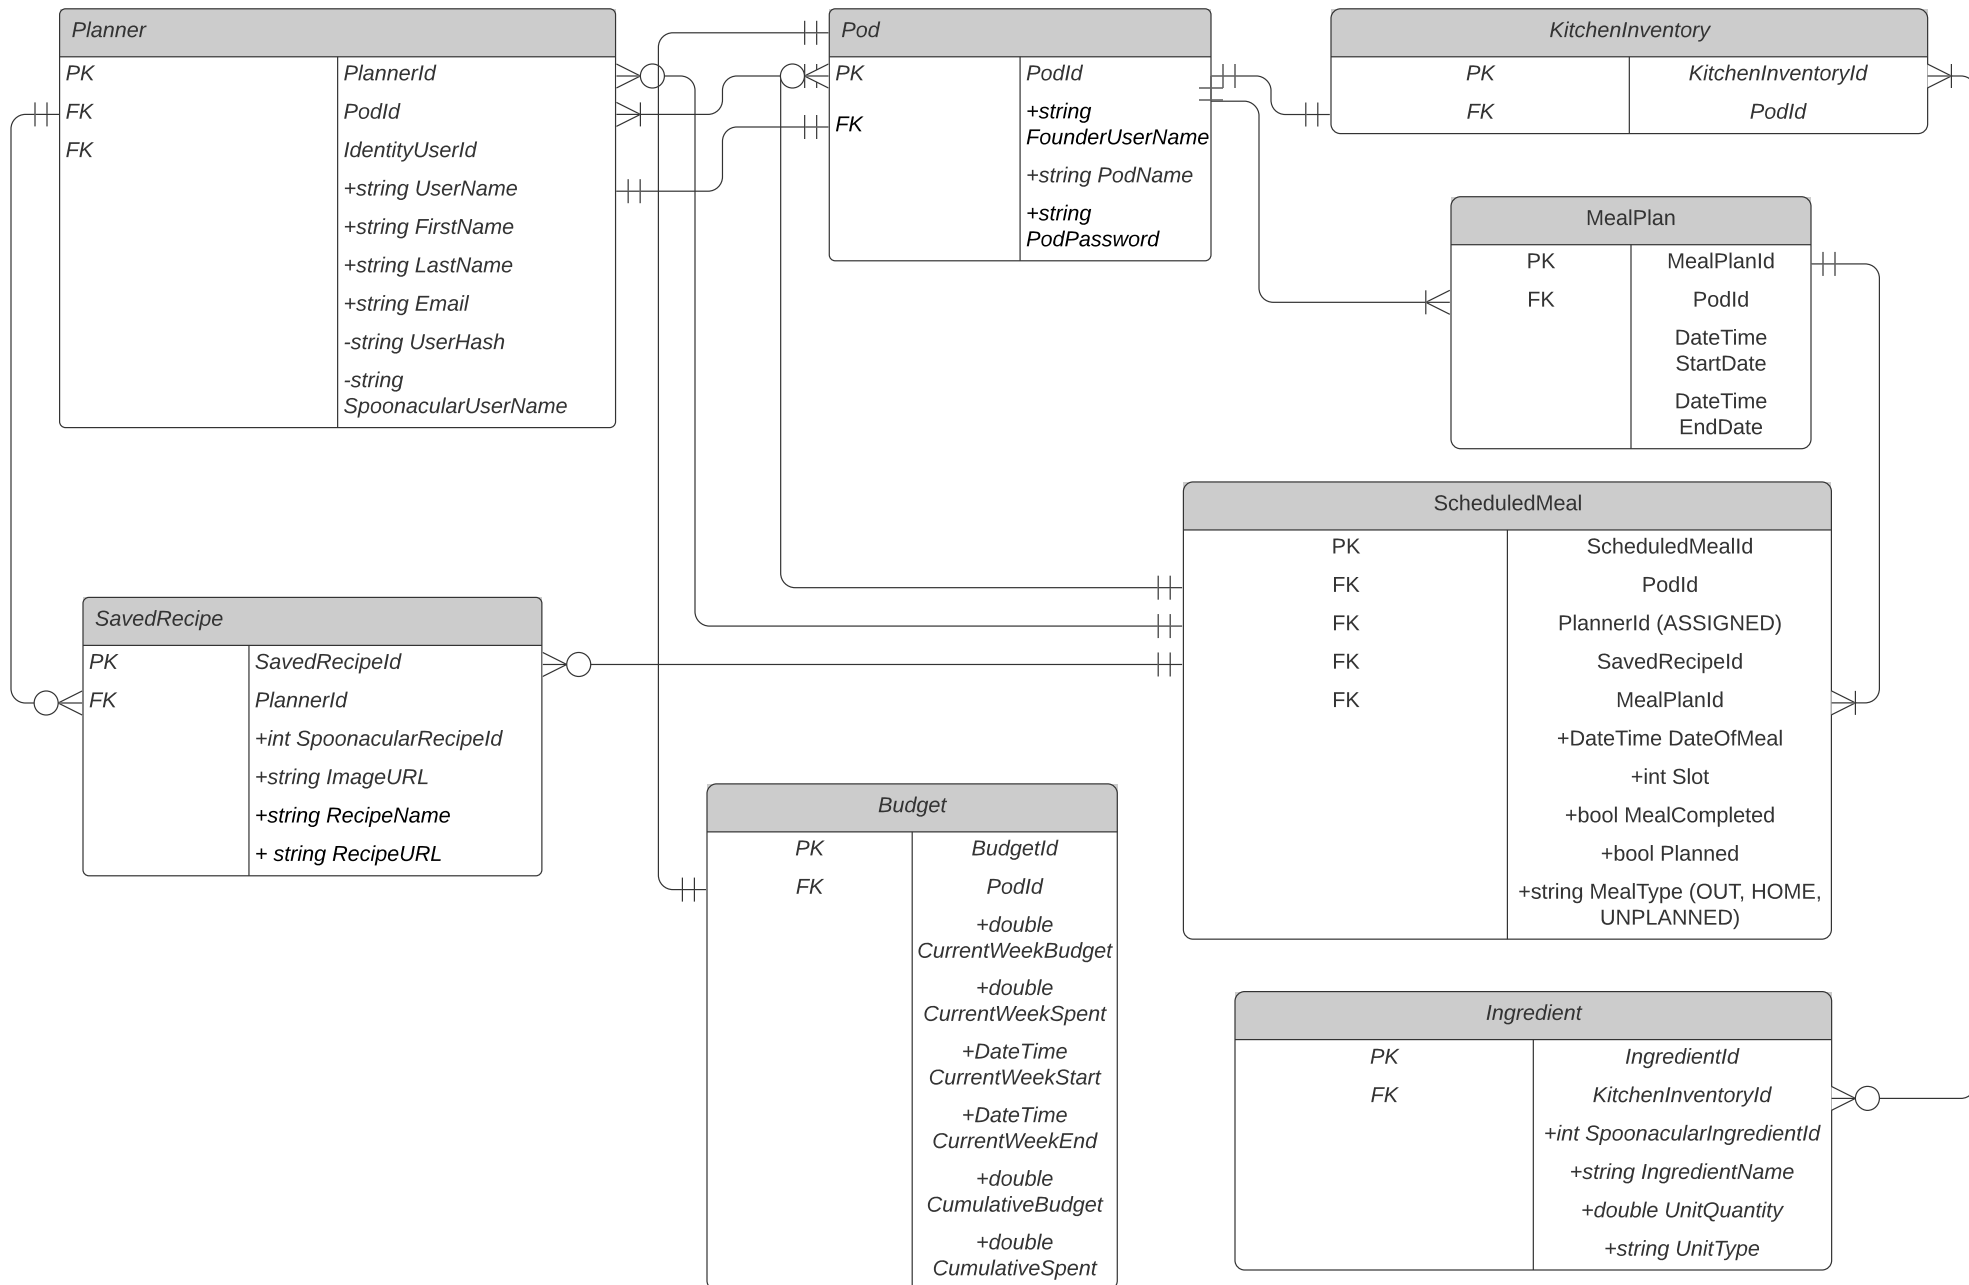 Planner
PK PlannerId
FK PodId
FK IdentityUserId
+string UserName
+string FirstName
+string LastName
+string Email
-string UserHash
-string
SpoonacularUserName
Pod
PK PodId
FK +string
FounderUserName
+string PodName
+string
PodPassword
KitchenInventory
PK KitchenInventoryId
FK PodId
MealPlan
PK MealPlanId
FK PodId
DateTime
StartDate
DateTime
EndDate
ScheduledMeal
PK ScheduledMealId
FK PodId
FK PlannerId (ASSIGNED)
FK SavedRecipeId
FK MealPlanId
+DateTime DateOfMeal
+int Slot
+bool MealCompleted
+bool Planned
+string MealType (OUT, HOME,
UNPLANNED)
SavedRecipe
PK SavedRecipeId
FK PlannerId
+int SpoonacularRecipeId
+string ImageURL
+string RecipeName
+ string RecipeURL
Budget
PK BudgetId
FK PodId
+double
CurrentWeekBudget
+double
CurrentWeekSpent
+DateTime
CurrentWeekStart
+DateTime
CurrentWeekEnd
+double
CumulativeBudget
+double
CumulativeSpent
Ingredient
PK IngredientId
FK KitchenInventoryId
+int SpoonacularIngredientId
+string IngredientName
+double UnitQuantity
+string UnitType